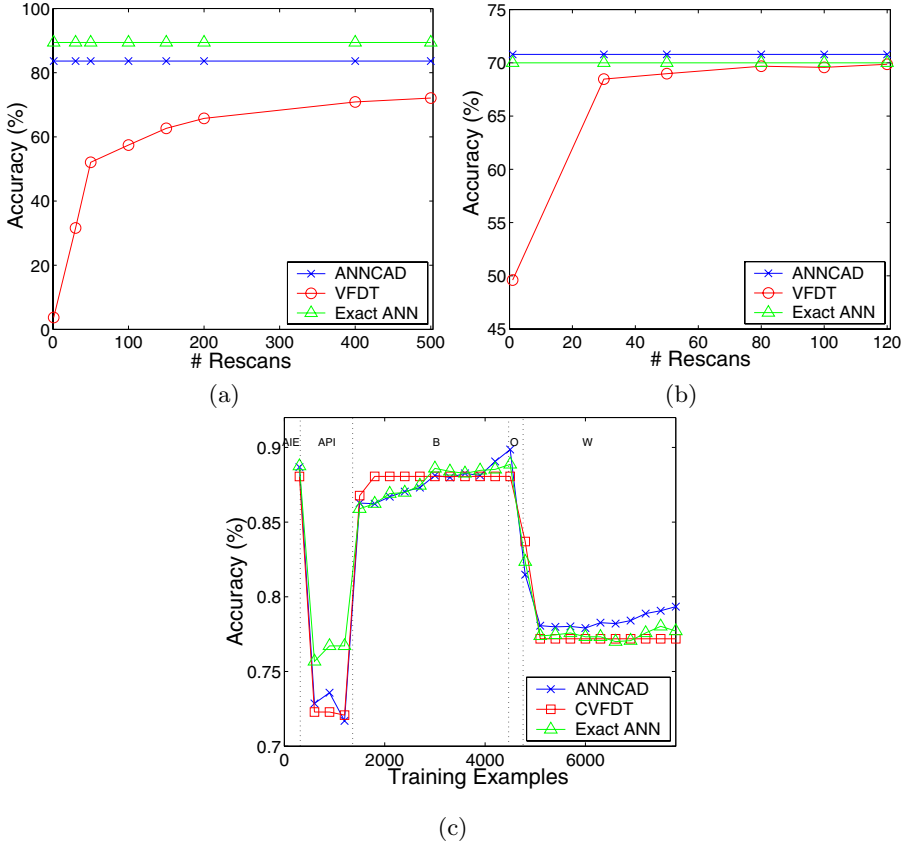 100
80
60
40
20
0
Accuracy (%)
0 100 200 300 400 500
# Rescans
ANNCAD
VFDT
Exact ANN
(a)
75
70
65
60
55
50
45
Accuracy (%)
0 20 40 60 80 100 120
# Rescans
ANNCAD
VFDT
Exact ANN
(b)
AIE API B O W
0.9
0.85
0.8
0.75
0.7
Accuracy (%)
0 2000 4000 6000
Training Examples
ANNCAD
CVFDT
Exact ANN
(c)